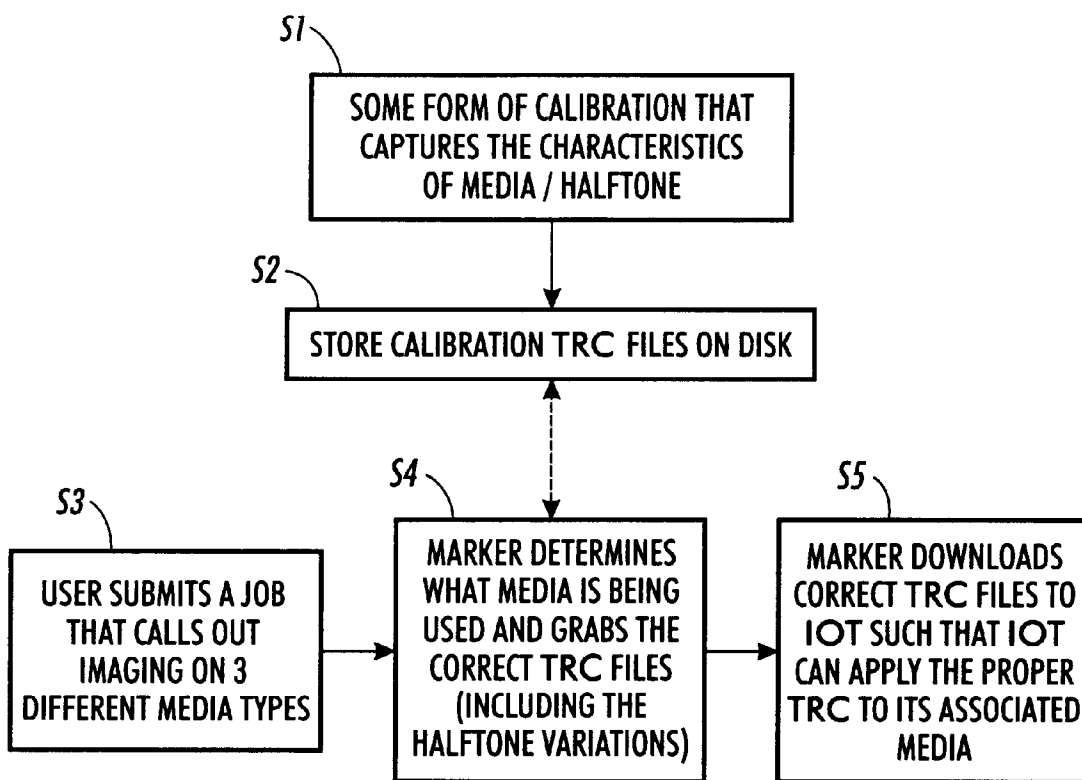 S1
SOME FORM OF CALIBRATION THAT
CAPTURES THE CHARACTERISTICS
OF MEDIA / HALFTONE
S2
STORE CALIBRATION TRC FILES ON DISK
S3
USER SUBMITS A JOB
THAT CALLS OUT
IMAGING ON 3
DIFFERENT MEDIA TYPES
S4
MARKER DETERMINES
WHAT MEDIA IS BEING
USED AND GRABS THE
CORRECT TRC FILES
(INCLUDING THE
HALFTONE VARIATIONS)
S5
MARKER DOWNLOADS
CORRECT TRC FILES TO
IOT SUCH THAT IOT
CAN APPLY THE PROPER
TRC TO ITS ASSOCIATED
MEDIA